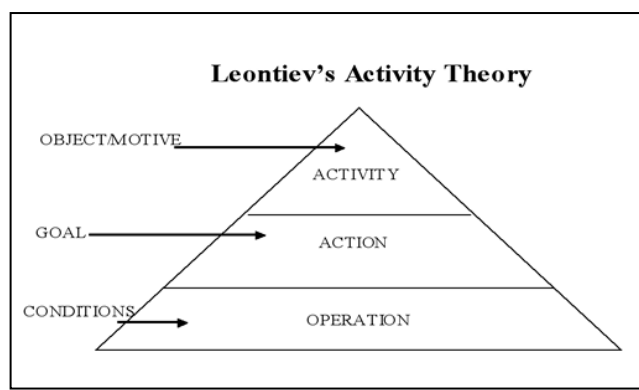 Leontiev's Activity Theory
OBJECT/MOTIVE
ACTIVITY
GOAL
ACTION
CONDITIONS
OPERATION